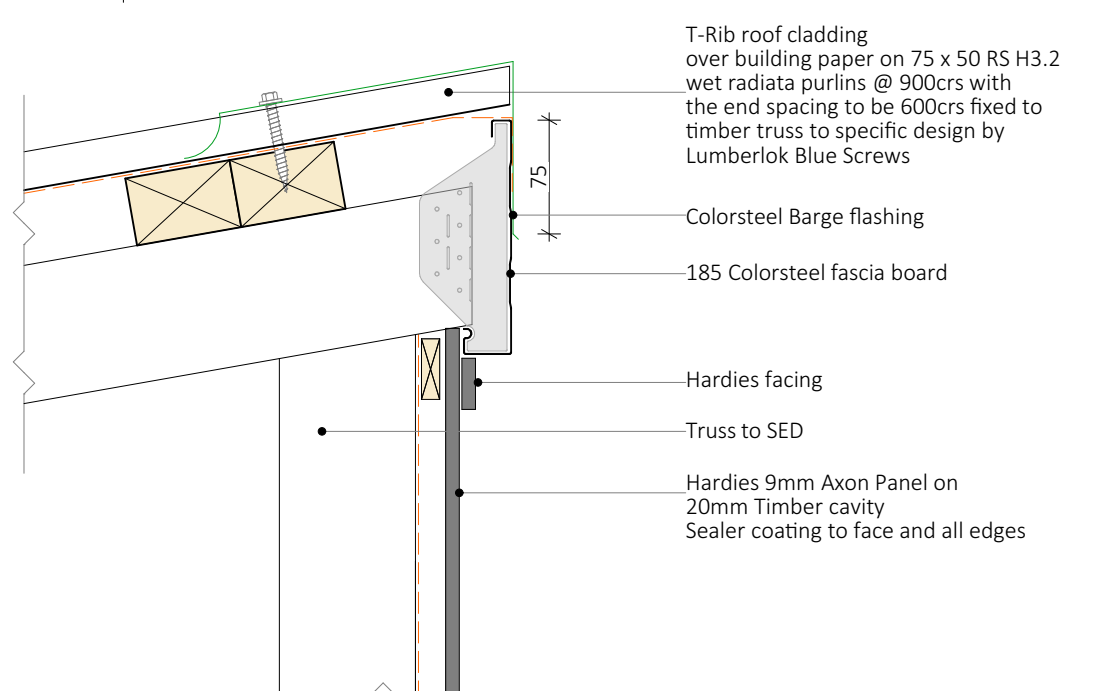 T-Rib roof cladding
over building paper on 75 x 50 RS H3.2
wet radiata purlins @ 900crs with
the end spacing to be 600crs fixed to
timber truss to specific design by
Lumberlok Blue Screws
75
Colorsteel Barge flashing
185 Colorsteel fascia board
Hardies facing
Truss to SED
Hardies 9mm Axon Panel on
20mm Timber cavity
Sealer coating to face and all edges